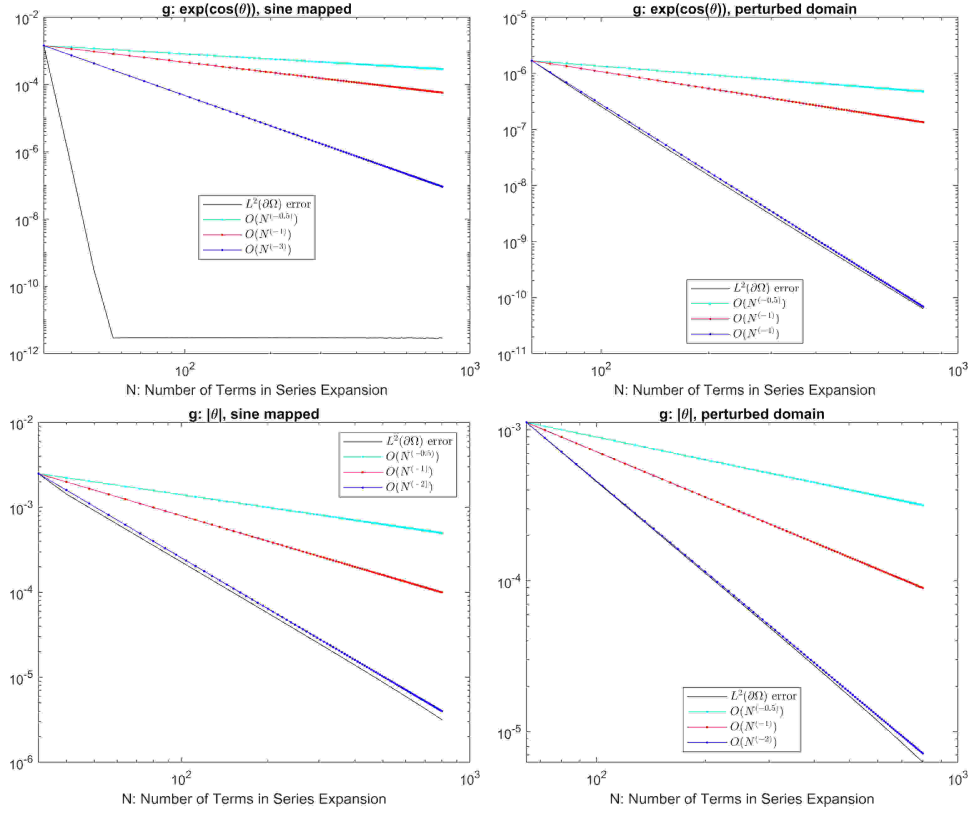 g: exp(cos(θ)), sine mapped
10^-2
10^-4
10^-6
10^-8
10^-10
10^-12
L^2(∂Ω) error
O(N^(-0.5))
O(N^(-1))
O(N^(-3))
10^2
10^3
N: Number of Terms in Series Expansion
g: exp(cos(θ)), perturbed domain
10^-5
10^-6
10^-7
10^-8
10^-9
10^-10
10^-11
L^2(∂Ω) error
O(N^(-0.5))
O(N^(-1))
O(N^(-4))
10^2
10^3
N: Number of Terms in Series Expansion
g: |θ|, sine mapped
10^-2
10^-3
10^-4
10^-5
10^-6
L^2(∂Ω) error
O(N^(-0.5))
O(N^(-1))
O(N^(-2))
10^2
10^3
N: Number of Terms in Series Expansion
g: |θ|, perturbed domain
10^-3
10^-4
10^-5
L^2(∂Ω) error
O(N^(-0.5))
O(N^(-1))
O(N^(-2))
10^2
10^3
N: Number of Terms in Series Expansion